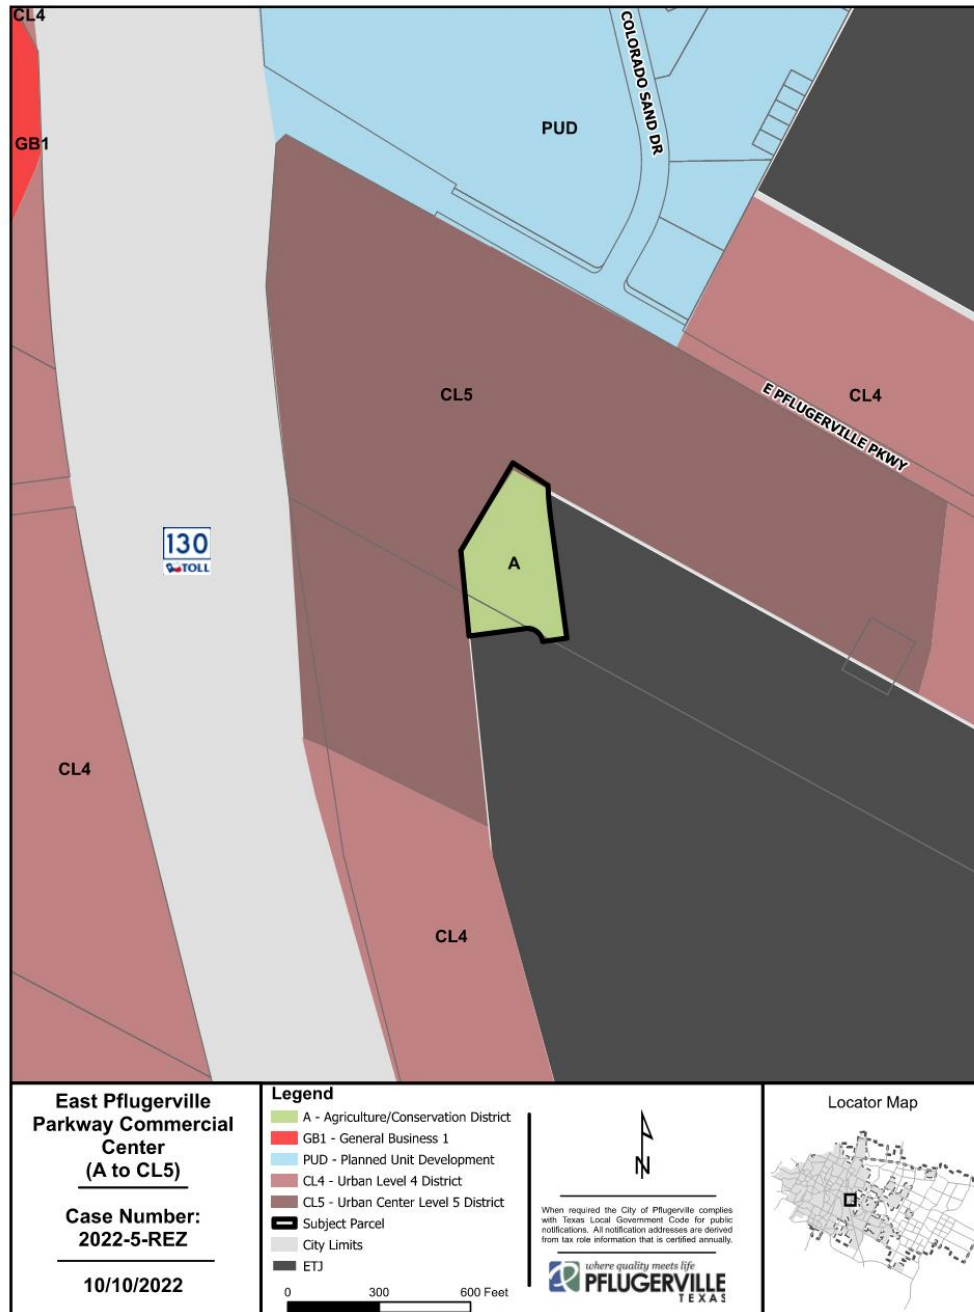 CL4
COLORADO SAND DR
PUD
GB1
CL5
CL4
E PFLUGERVILLE PKWY
130
TOLL
A
CL4
CL4
East Pflugerville
Parkway Commercial
Center
(A to CL5)
Case Number:
2022-5-REZ
10/10/2022
Legend
A - Agriculture/Conservation District
GB1 - General Business 1
PUD - Planned Unit Development
CL4 - Urban Level 4 District
CL5 - Urban Center Level 5 District
Subject Parcel
City Limits
ETJ
0 300 600 Feet
N
When required the City of Pflugerville complies
with Texas Local Government Code for public
notifications. All notification addresses are derived
from tax role information that is certified annually.
where quality meets life
PFLUGERVILLE
TEXAS
Locator Map